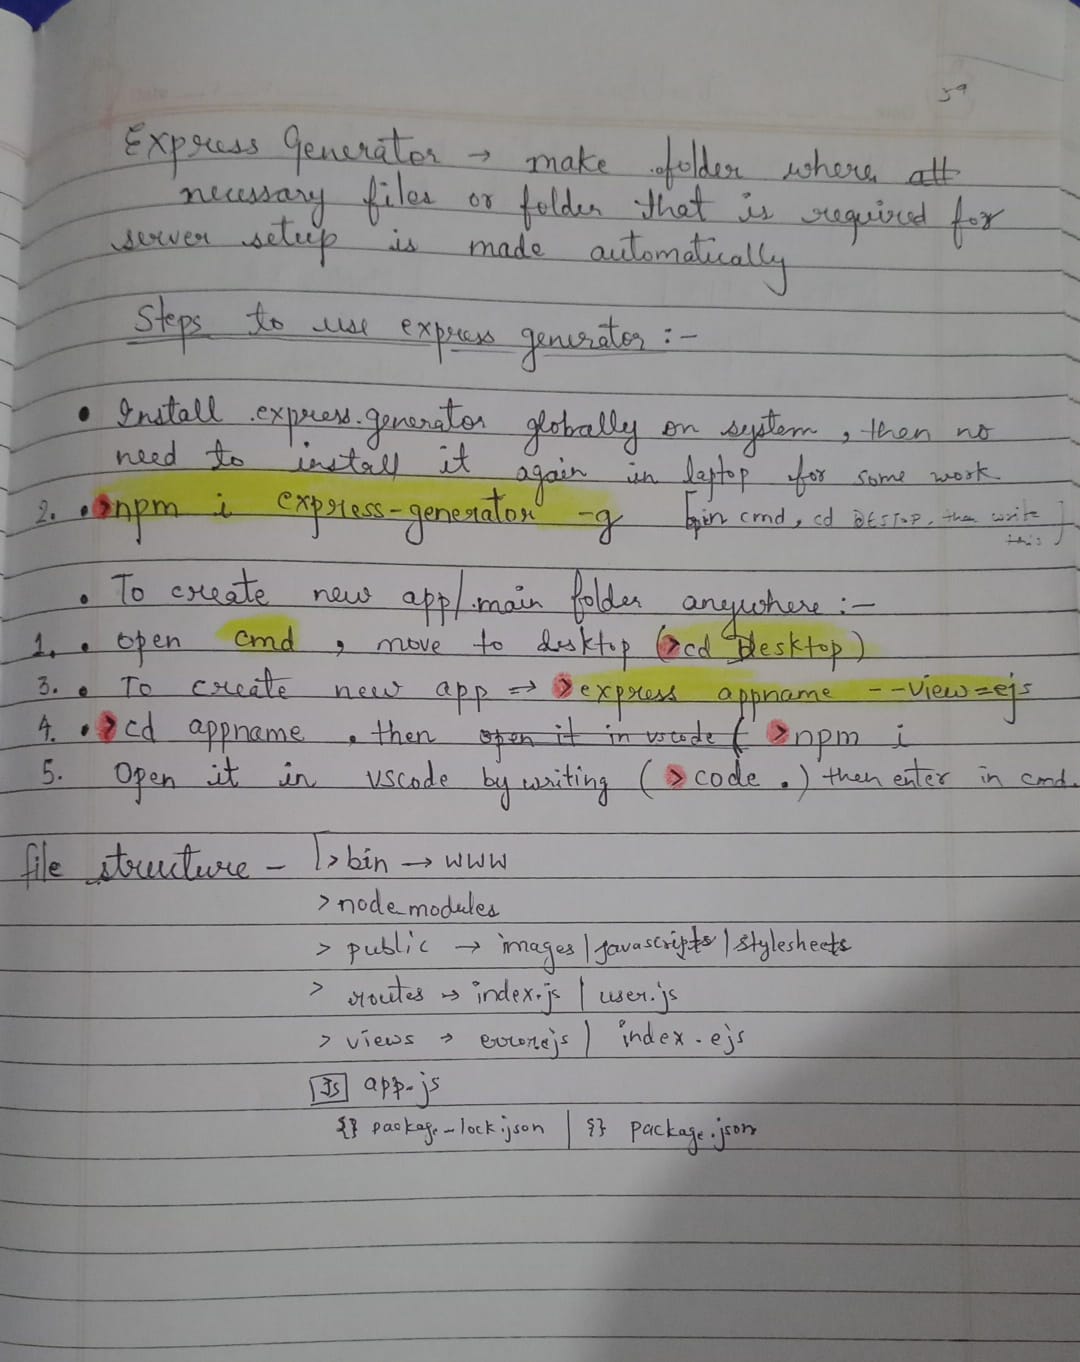 59
Express Generator → make folder where all
necessary files or folder that is required for
server setup is made automatically
Steps to use express generator :-
• Install express-generator globally on system, then no
need to install it again in laptop for some work
2. • >npm i express-generator -g [in cmd, cd DESTOP, then write
this]
• To create new app/main folder anywhere :-
1. • open cmd, move to desktop (>cd Desktop)
3. • To create new app => >express appname --view=ejs
4. • > cd appname, then open it in vscode ( >npm i
5. Open it in vscode by writing (> code .) then enter in cmd.
file structure - > bin → www
> node_modules
> public → images | javascripts | stylesheets
> routes → index.js | user.js
> views → error.ejs | index.ejs
JS app.js
{} package-lock.json | {} package.json